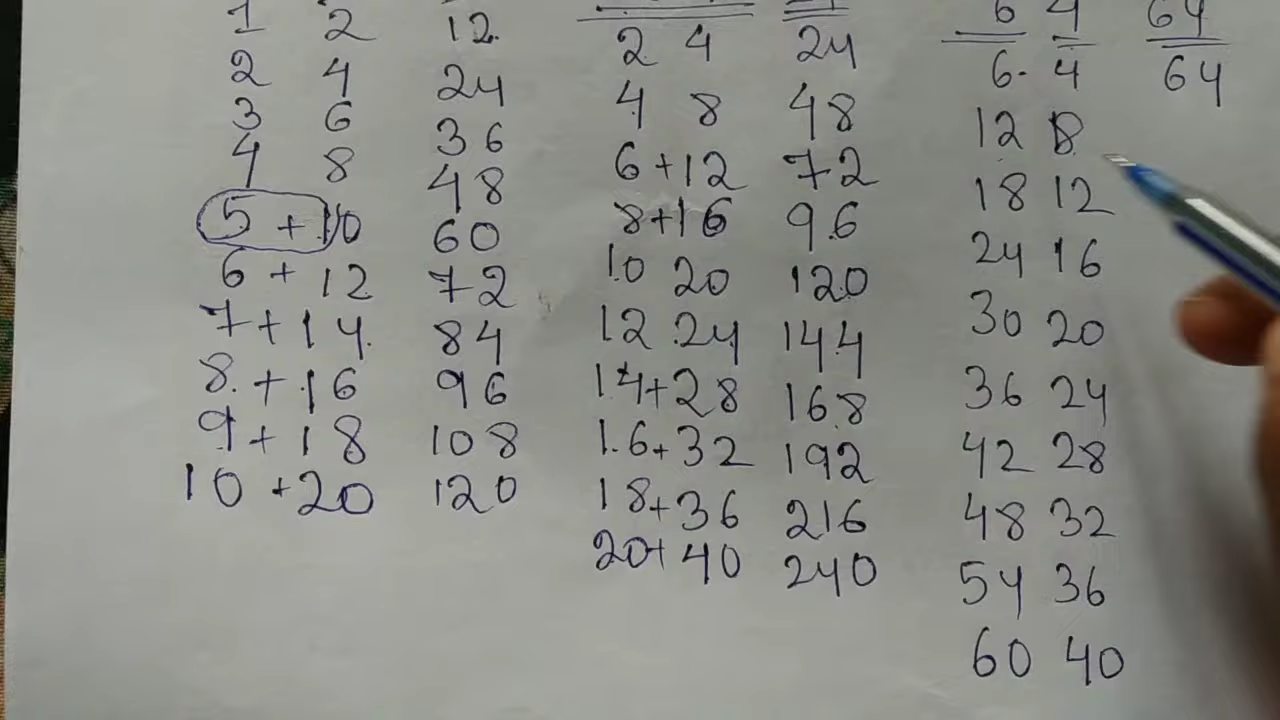 1 2 12
2 4 24
3 6 36
4 8 48
5 + 10 60
6 + 12 72
7 + 14 84
8 + 16 96
9 + 18 108
10 + 20 120
2 4 24
4 8 48
6 + 12 72
8 + 16 96
10 20 120
12 24 144
14 + 28 168
16 + 32 192
18 + 36 216
20 + 40 240
6 4 64
6 4 64
12 8
18 12
24 16
30 20
36 24
42 28
48 32
54 36
60 40